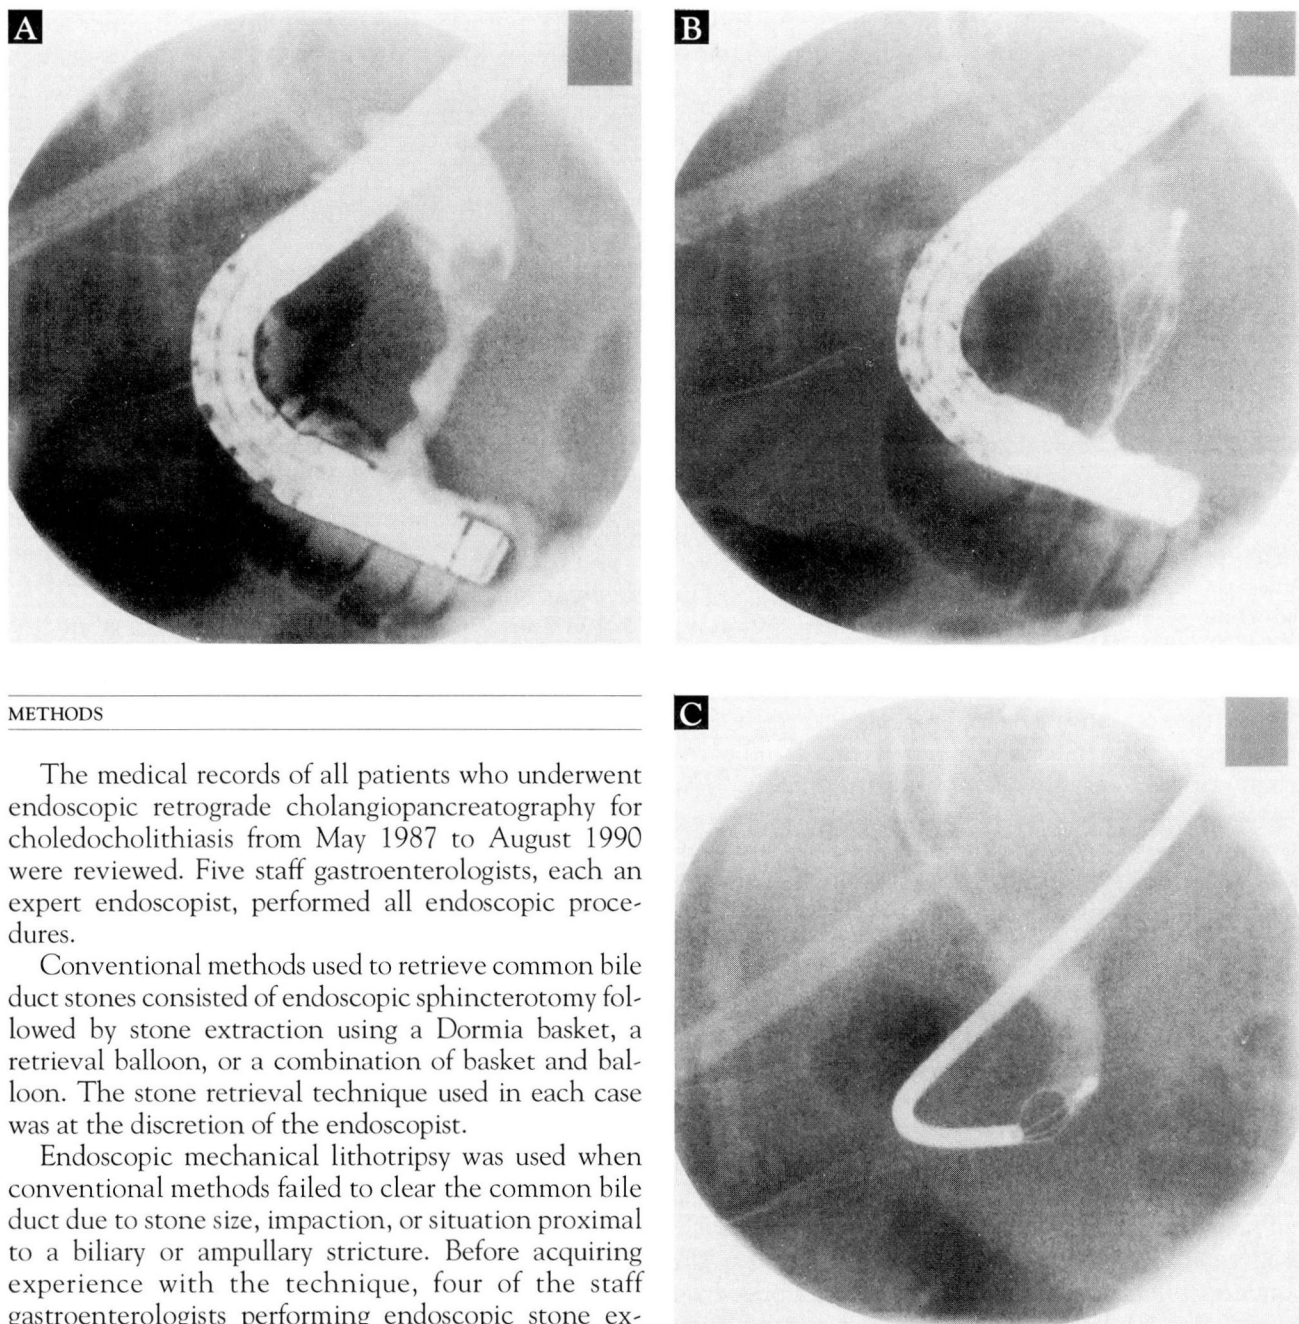 A
B
METHODS
The medical records of all patients who underwent
endoscopic retrograde cholangiopancreatography for
choledocholithiasis from May 1987 to August 1990
were reviewed. Five staff gastroenterologists, each an
expert endoscopist, performed all endoscopic proce-
dures.
Conventional methods used to retrieve common bile
duct stones consisted of endoscopic sphincterotomy fol-
lowed by stone extraction using a Dormia basket, a
retrieval balloon, or a combination of basket and bal-
loon. The stone retrieval technique used in each case
was at the discretion of the endoscopist.
Endoscopic mechanical lithotripsy was used when
conventional methods failed to clear the common bile
duct due to stone size, impaction, or situation proximal
to a biliary or ampullary stricture. Before acquiring
experience with the technique, four of the staff
gastroenterologists performing endoscopic stone ex-
C